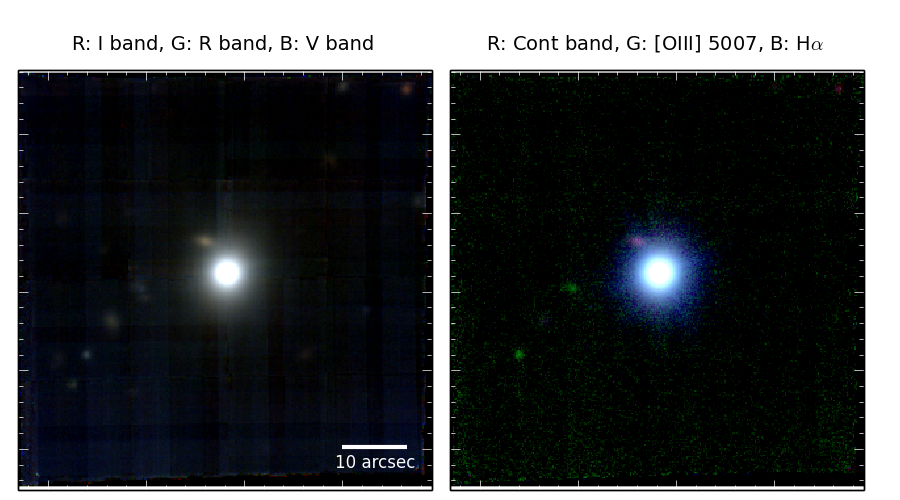 R: I band, G: R band, B: V band
R: Cont band, G: [OIII] 5007, B: Hα
10 arcsec